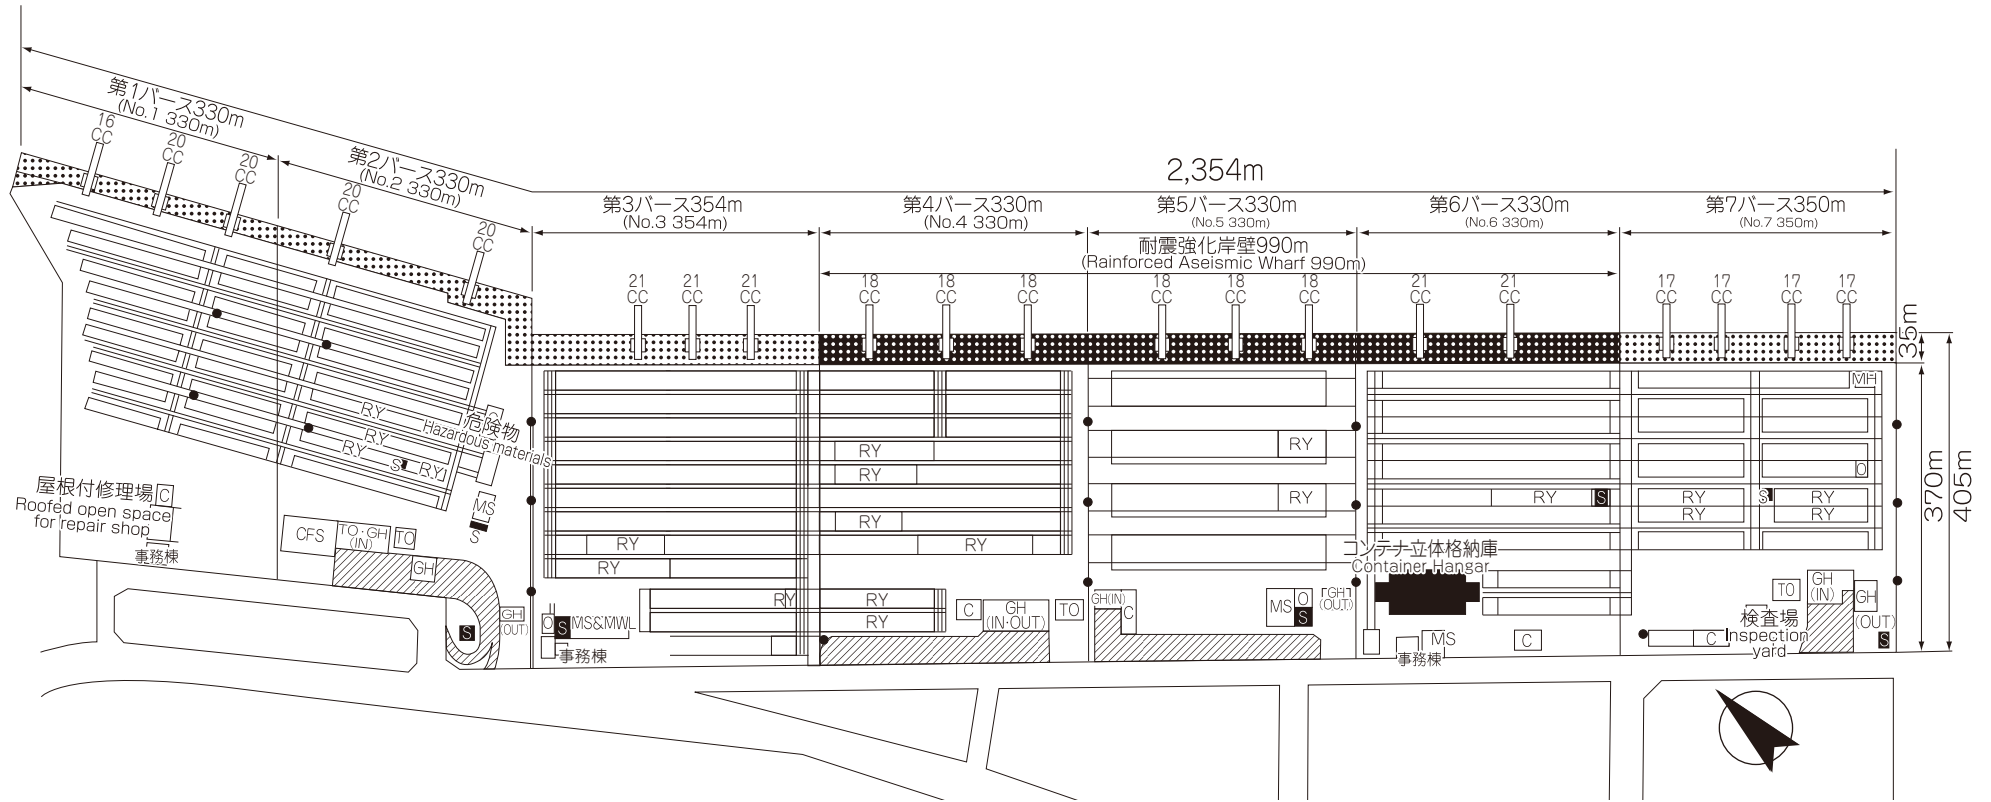 2,354m
第1バース330m
(No.1 330m)
第2バース330m
(No.2 330m)
第3バース354m
(No.3 354m)
第4バース330m
(No.4 330m)
第5バース330m
(No.5 330m)
第6バース330m
(No.6 330m)
第7バース350m
(No.7 350m)
耐震強化岸壁990m
(Rainforced Aseismic Wharf 990m)
16
CC
20
CC
20
CC
20
CC
20
CC
21
CC
21
CC
21
CC
18
CC
18
CC
18
CC
18
CC
18
CC
18
CC
21
CC
21
CC
17
CC
17
CC
17
CC
17
CC
35m
370m
405m
MH
O
RY
RY
RY
S
RY
C
危険物
Hazardous materials
RY
RY
RY
RY
RY
RY
RY
RY
RY
RY
RY
RY
RY
S
RY
S
RY
RY
RY
屋根付修理場
C
Roofed open space
for repair shop
事務棟
MS
S
CFS
TO・GH
(IN)
TO
GH
S
GH
(OUT)
O
S
MS&MWL
事務棟
C
GH
(IN・OUT)
TO
GH(IN)
C
MS
O
S
GH
(OUT)
コンテナ立体格納庫
Container Hangar
事務棟
MS
C
C
検査場
Inspection
yard
TO
GH
(IN)
GH
(OUT)
S